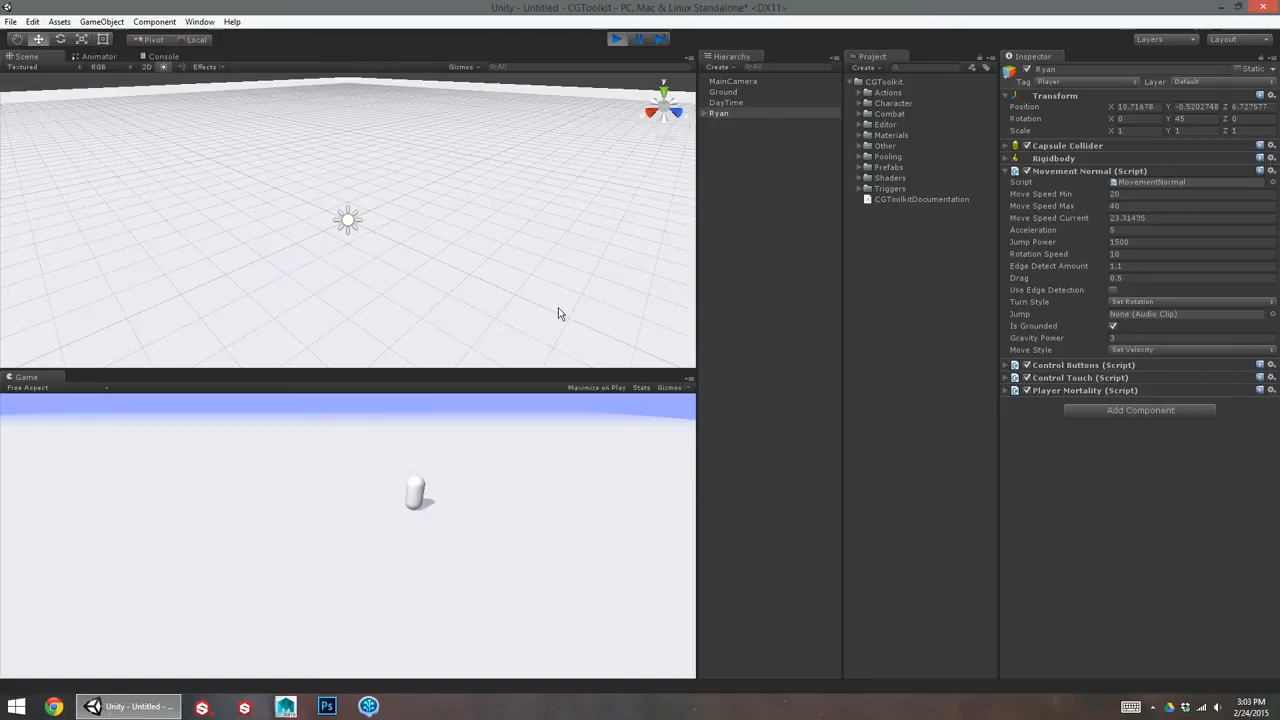 Unity - Untitled - CGToolkit - PC, Mac & Linux Standalone* <DX11>
File Edit Assets GameObject Component Window Help
Pivot Local Layers Layout
Scene Animator Console
Textured RGB 2D Effects Gizmos All
y
Game
Free Aspect Maximize on Play Stats Gizmos
Hierarchy
Create All
MainCamera
Ground
DayTime
Ryan
Project
Create
CGToolkit
Actions
Character
Combat
Editor
Materials
Other
Pooling
Prefabs
Shaders
Triggers
CGToolkitDocumentation
Inspector
Ryan Static
Tag Player Layer Default
Transform
Position X 10.71678 Y -0.5202748 Z 6.727577
Rotation X 0 Y 45 Z 0
Scale X 1 Y 1 Z 1
Capsule Collider
Rigidbody
Movement Normal (Script)
Script MovementNormal
Move Speed Min 20
Move Speed Max 40
Move Speed Current 23.31435
Acceleration 5
Jump Power 1500
Rotation Speed 10
Edge Detect Amount 1.1
Drag 0.5
Use Edge Detection
Turn Style Set Rotation
Jump None (Audio Clip)
Is Grounded
Gravity Power 3
Move Style Set Velocity
Control Buttons (Script)
Control Touch (Script)
Player Mortality (Script)
Add Component
Unity - Untitled - ...
Ps
3:03 PM
2/24/2015